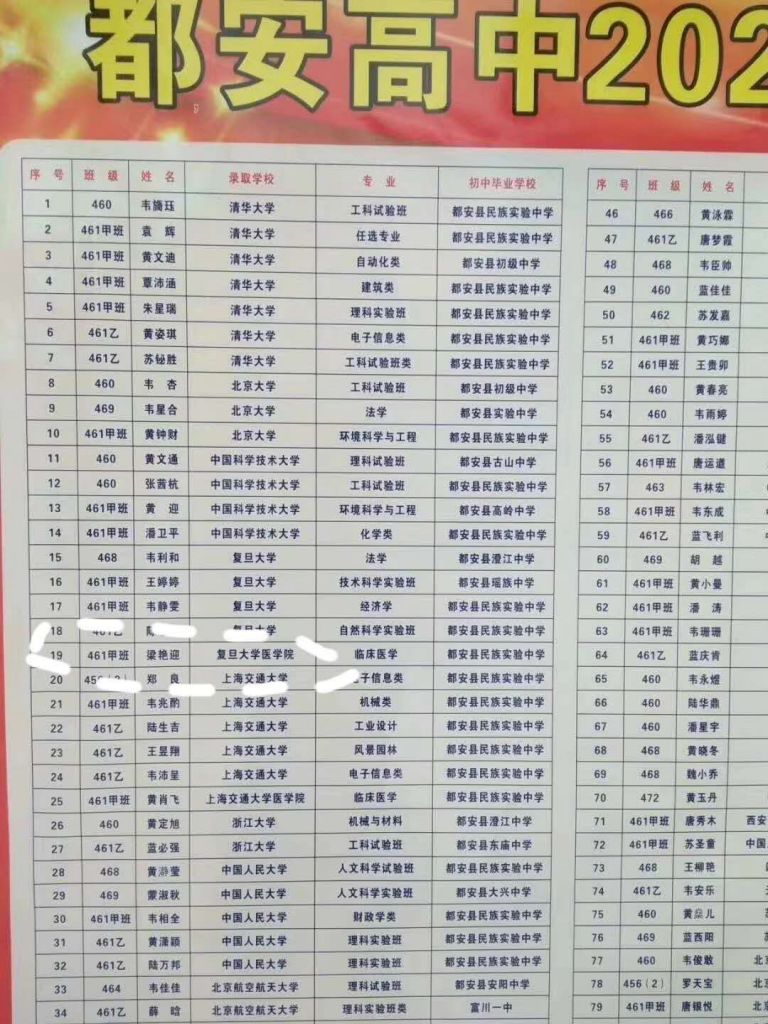 都安高中202
序号 班级 姓名 录取学校 专业 初中毕业学校
1 460 韦旖珏 清华大学 工科试验班 都安县民族实验中学
2 461甲班 袁辉 清华大学 任选专业 都安县民族实验中学
3 461甲班 黄文迪 清华大学 自动化类 都安县初级中学
4 461甲班 覃沛涵 清华大学 建筑类 都安县民族实验中学
5 461甲班 朱星瑞 清华大学 理科实验班 都安县民族实验中学
6 461乙 黄姿琪 清华大学 电子信息类 都安县民族实验中学
7 461乙 苏铋胜 清华大学 工科试验班类 都安县民族实验中学
8 460 韦杏 北京大学 工科试验班 都安县初级中学
9 469 韦星合 北京大学 法学 都安县实验中学
10 461甲班 黄钟财 北京大学 环境科学与工程 都安县民族实验中学
11 460 黄文通 中国科学技术大学 理科试验班 都安县古山中学
12 460 张茜杭 中国科学技术大学 工科试验班 都安县民族实验中学
13 461甲班 黄迎 中国科学技术大学 环境科学与工程 都安县高岭中学
14 461甲班 潘卫平 中国科学技术大学 化学类 都安县民族实验中学
15 468 韦利和 复旦大学 法学 都安县澄江中学
16 461甲班 王婷婷 复旦大学 技术科学实验班 都安县瑶族中学
17 461甲班 韦静雯 复旦大学 经济学 都安县民族实验中学
18 461乙 复旦大学 自然科学实验班 都安县民族实验中学
19 461甲班 梁艳迎 复旦大学医学院 临床医学 都安县民族实验中学
20 456(2) 郑良 上海交通大学 电子信息类 都安县民族实验中学
21 461甲班 韦兆酌 上海交通大学 机械类 都安县民族实验中学
22 461乙 陆生吉 上海交通大学 工业设计 都安县民族实验中学
23 461乙 王昱翔 上海交通大学 风景园林 都安县民族实验中学
24 461乙 韦沛呈 上海交通大学 电子信息类 都安县民族实验中学
25 461甲班 黄肖飞 上海交通大学医学院 临床医学 都安县民族实验中学
26 460 黄定旭 浙江大学 机械与材料 都安县澄江中学
27 461乙 蓝必强 浙江大学 工科试验班 都安县东庙中学
28 468 黄滟莹 中国人民大学 人文科学试验班 都安县民族实验中学
29 469 蒙淑秋 中国人民大学 人文科学实验班 都安县大兴中学
30 461甲班 韦相全 中国人民大学 财政学类 都安县民族实验中学
31 461乙 黄潇颖 中国人民大学 理科实验班 都安县民族实验中学
32 461乙 陆万邦 中国人民大学 理科实验班 都安县民族实验中学
33 464 韦佳佳 北京航空航天大学 理科试验班 都安县安阳中学
34 461乙 薛晗 北京航空航天大学 理科实验班类 富川一中
序号 班级 姓名
46 466 黄泳霖
47 461乙 唐梦霞
48 468 韦臣帅
49 460 蓝佳佳
50 462 苏发嘉
51 461甲班 黄巧娜
52 461甲班 王贵卯
53 460 黄春亮
54 460 韦雨婷
55 461乙 潘泓健
56 461甲班 唐运道
57 463 韦林宏
58 461甲班 韦东成
59 461乙 蓝飞利
60 469 胡越
61 461甲班 黄小曼
62 461甲班 潘涛
63 461甲班 韦珊珊
64 461乙 蓝庆肯
65 460 韦永煜
66 460 陆华鼎
67 460 潘星宇
68 468 黄晓冬
69 468 魏小乔
70 472 黄玉丹
71 461甲班 唐秀木 西安
72 461甲班 苏圣童 中国
73 468 王柳艳
74 461乙 韦安乐
75 460 黄燊儿
76 469 蓝西阳
77 460 韦俊敢 北京
78 456(2) 罗天宝 北京
79 461甲班 唐银悦 北京